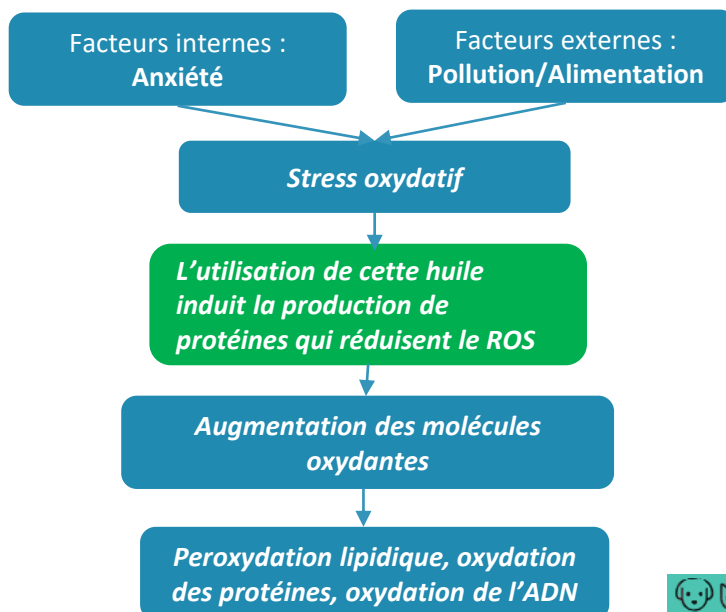 Facteurs internes :
Anxiété
Facteurs externes :
Pollution/Alimentation
Stress oxydatif
L'utilisation de cette huile
induit la production de
protéines qui réduisent le ROS
Augmentation des molécules
oxydantes
Peroxydation lipidique, oxydation
des protéines, oxydation de l'ADN